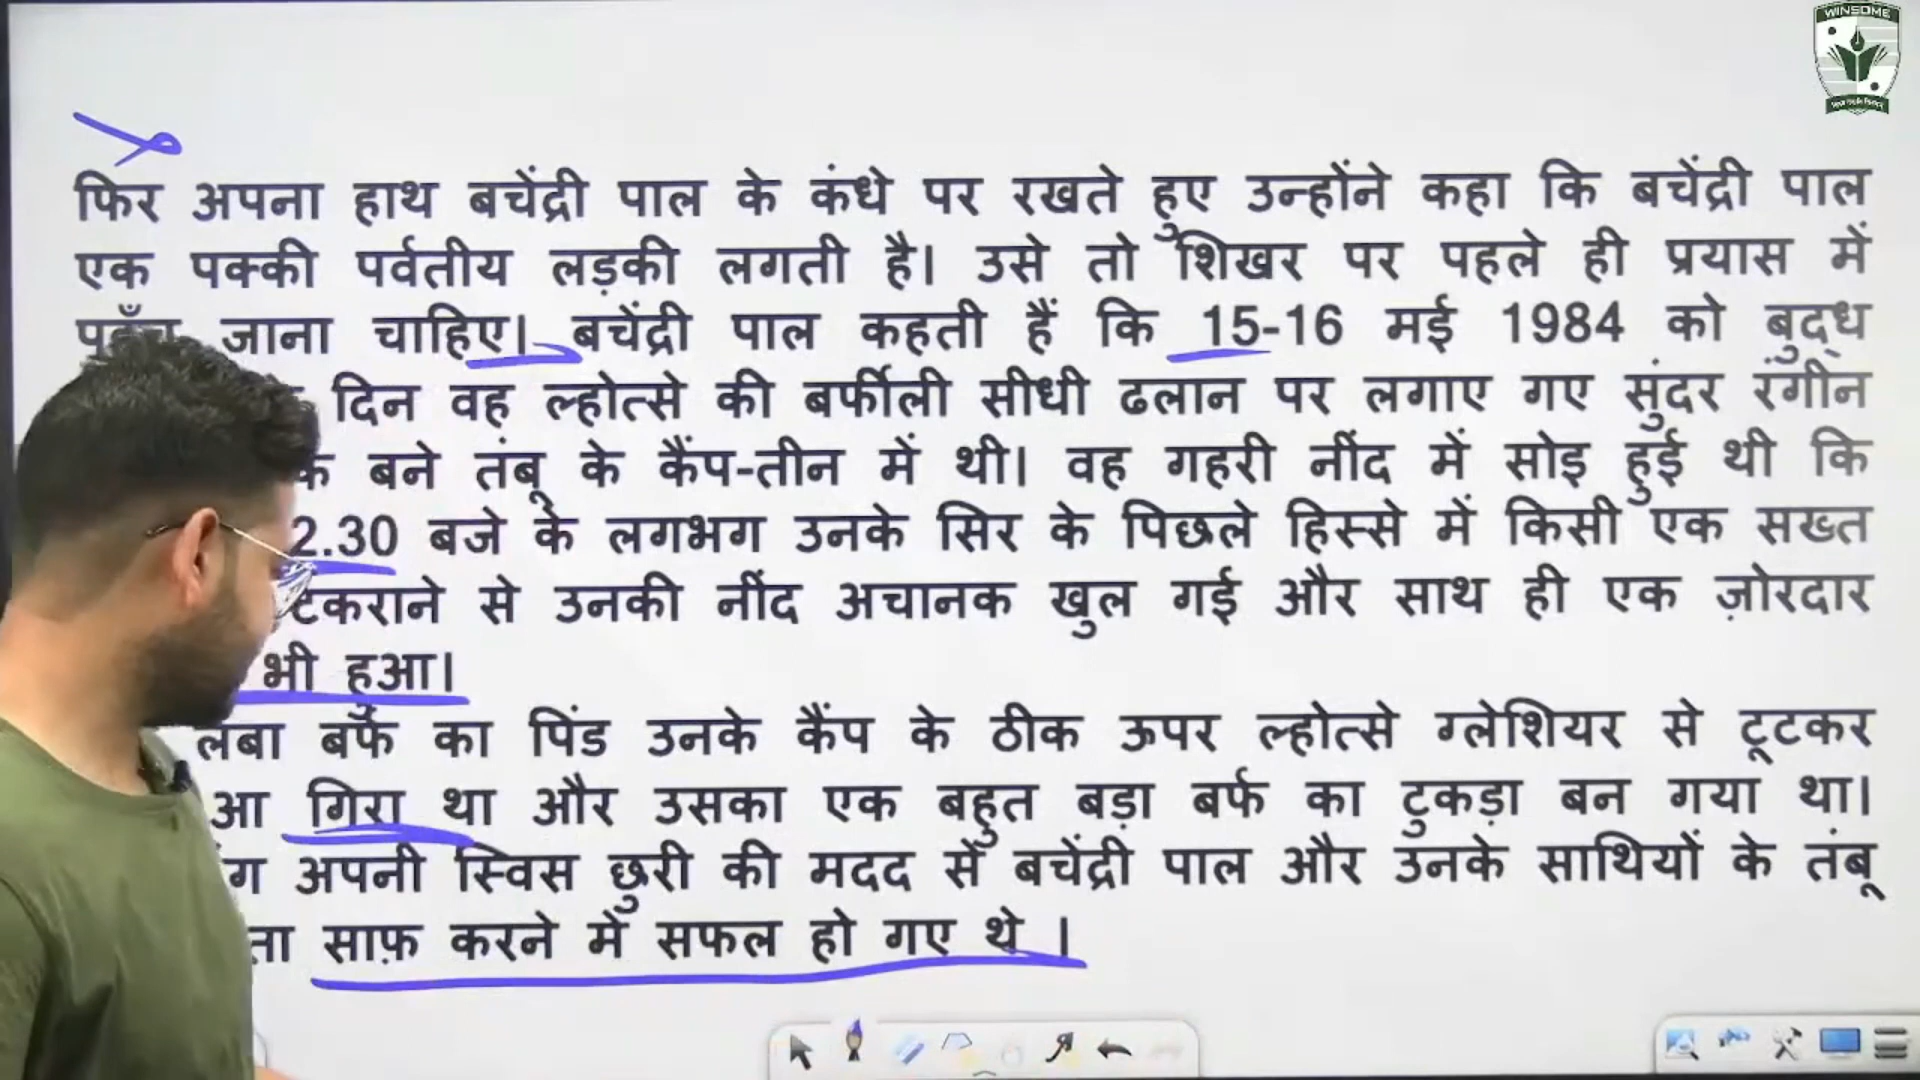 WINSOME
फिर अपना हाथ बचेंद्री पाल के कंधे पर रखते हुए उन्होंने कहा कि बचेंद्री पाल
एक पक्की पर्वतीय लड़की लगती है। उसे तो शिखर पर पहले ही प्रयास में
पहुँच जाना चाहिए। बचेंद्री पाल कहती हैं कि 15-16 मई 1984 को बुद्ध
दिन वह ल्होत्से की बर्फीली सीधी ढलान पर लगाए गए सुंदर रंगीन
बने तंबू के कैंप-तीन में थी। वह गहरी नींद में सोइ हुई थी कि
2.30 बजे के लगभग उनके सिर के पिछले हिस्से में किसी एक सख्त
टकराने से उनकी नींद अचानक खुल गई और साथ ही एक ज़ोरदार
भी हुआ।
लंबा बर्फ का पिंड उनके कैंप के ठीक ऊपर ल्होत्से ग्लेशियर से टूटकर
आ गिरा था और उसका एक बहुत बड़ा बर्फ का टुकड़ा बन गया था।
अपनी स्विस छुरी की मदद से बचेंद्री पाल और उनके साथियों के तंबू
साफ़ करने में सफल हो गए थे ।